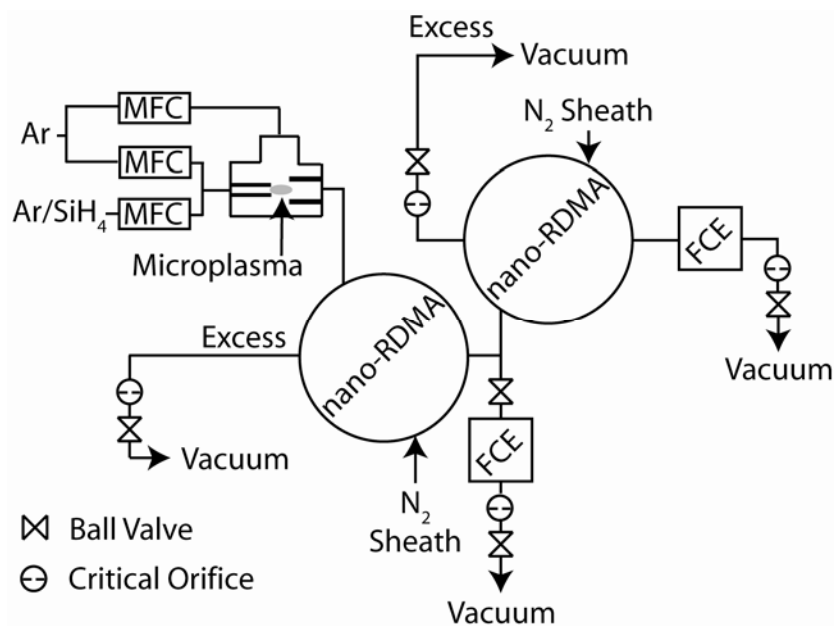 Excess
Vacuum
N₂ Sheath
MFC
Ar
MFC
Ar/SiH₄
MFC
Microplasma
nano-RDMA
FCE
Vacuum
Excess
nano-RDMA
Vacuum
FCE
N₂
Sheath
Ball Valve
Critical Orifice
Vacuum